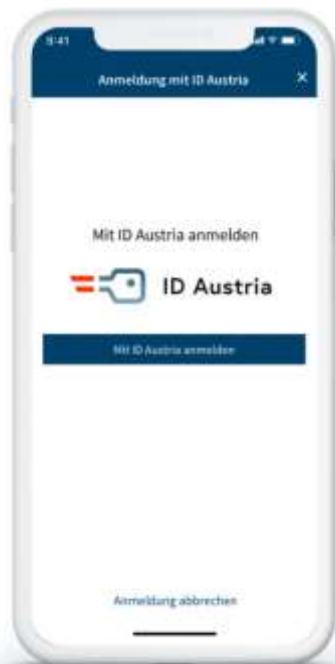 9:41
Anmeldung mit ID Austria ×
Mit ID Austria anmelden
ID Austria
Mit ID Austria anmelden
Anmeldung abbrechen